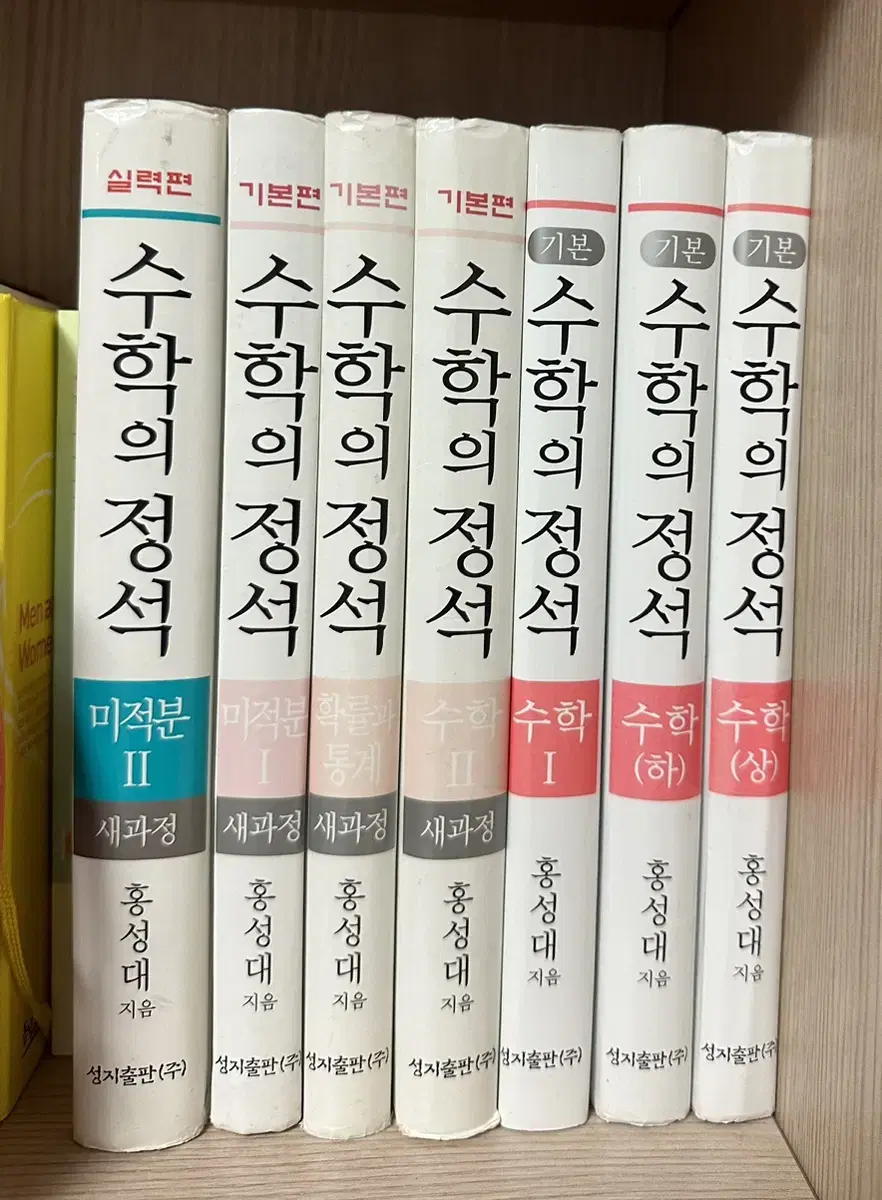 Men a
Wome
실력편
수학의 정석
미적분
II
새과정
홍성대
지음
성지출판(주)
기본편
수학의 정석
미적분
I
새과정
홍성대
지음
성지출판(주)
기본편
수학의 정석
확률과
통계
새과정
홍성대
지음
성지출판(주)
기본편
수학의 정석
수학
II
새과정
홍성대
지음
성지출판(주)
기본
수학의 정석
수학
I
홍성대
지음
성지출판(주)
기본
수학의 정석
수학
(하)
홍성대
지음
성지출판(주)
기본
수학의 정석
수학
(상)
홍성대
지음
성지출판(주)